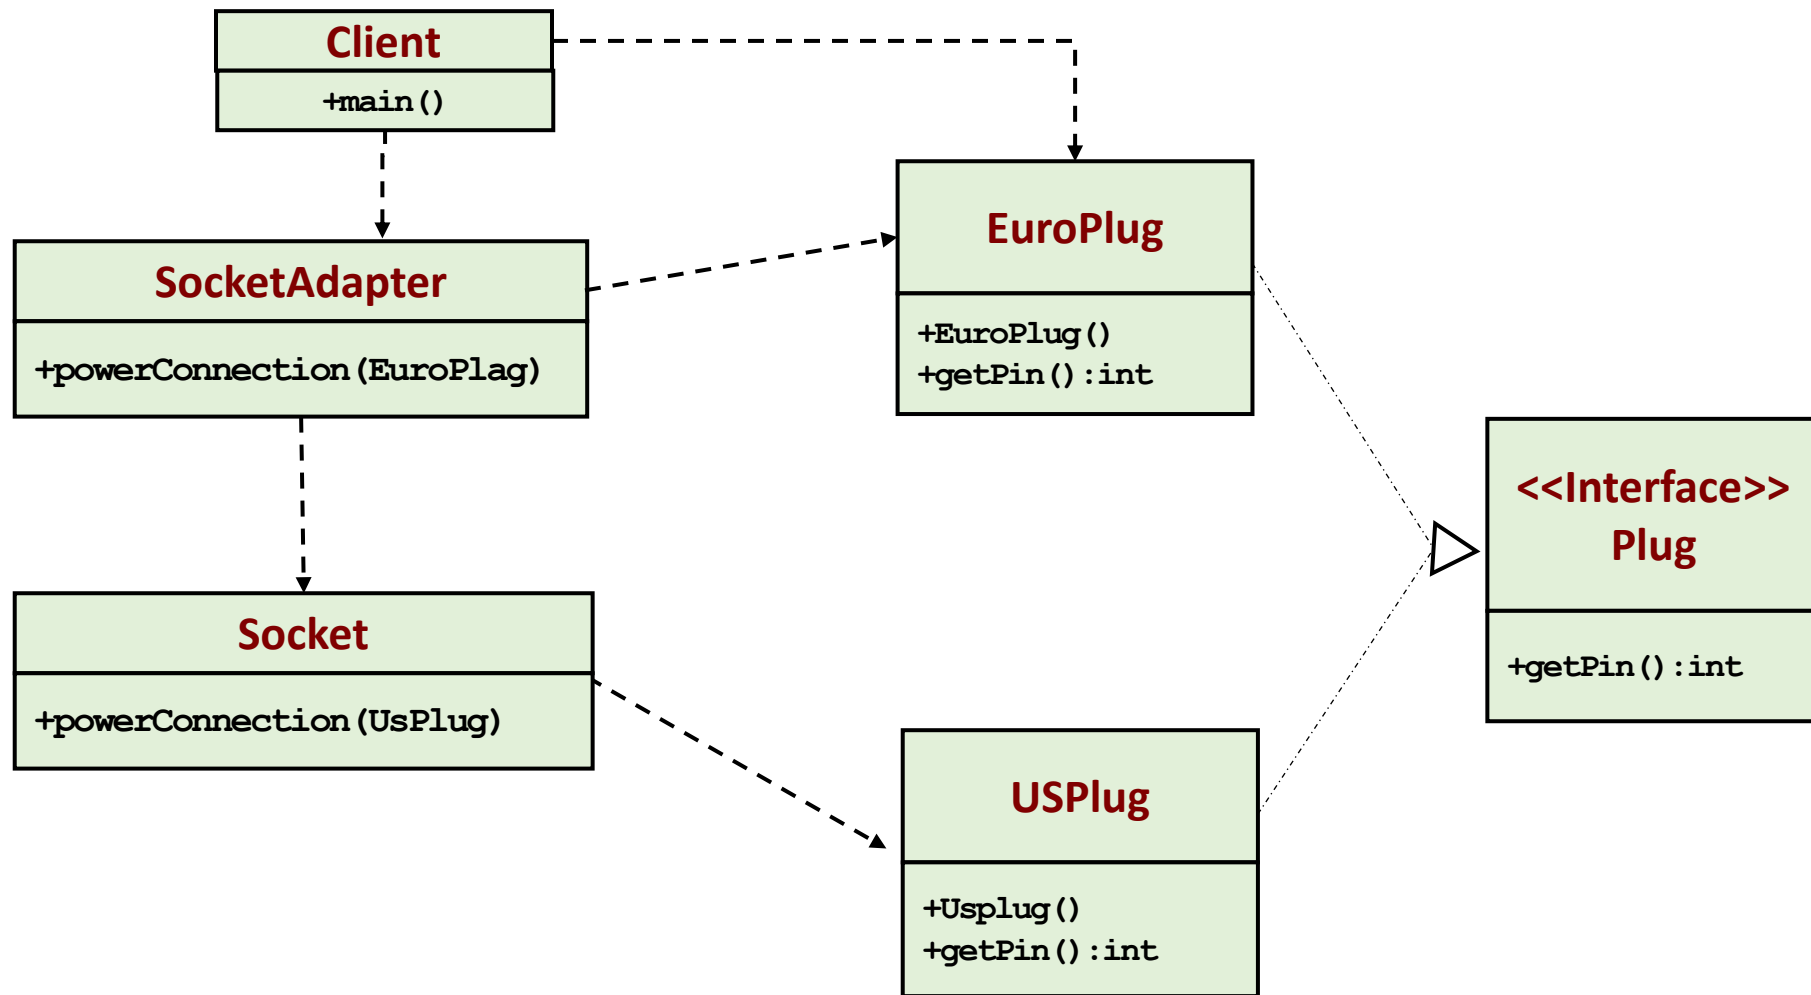 Client
+main()
SocketAdapter
+powerConnection(EuroPlag)
EuroPlug
+EuroPlug()
+getPin():int
<<Interface>>
Plug
+getPin():int
Socket
+powerConnection(UsPlug)
USPlug
+Usplug()
+getPin():int